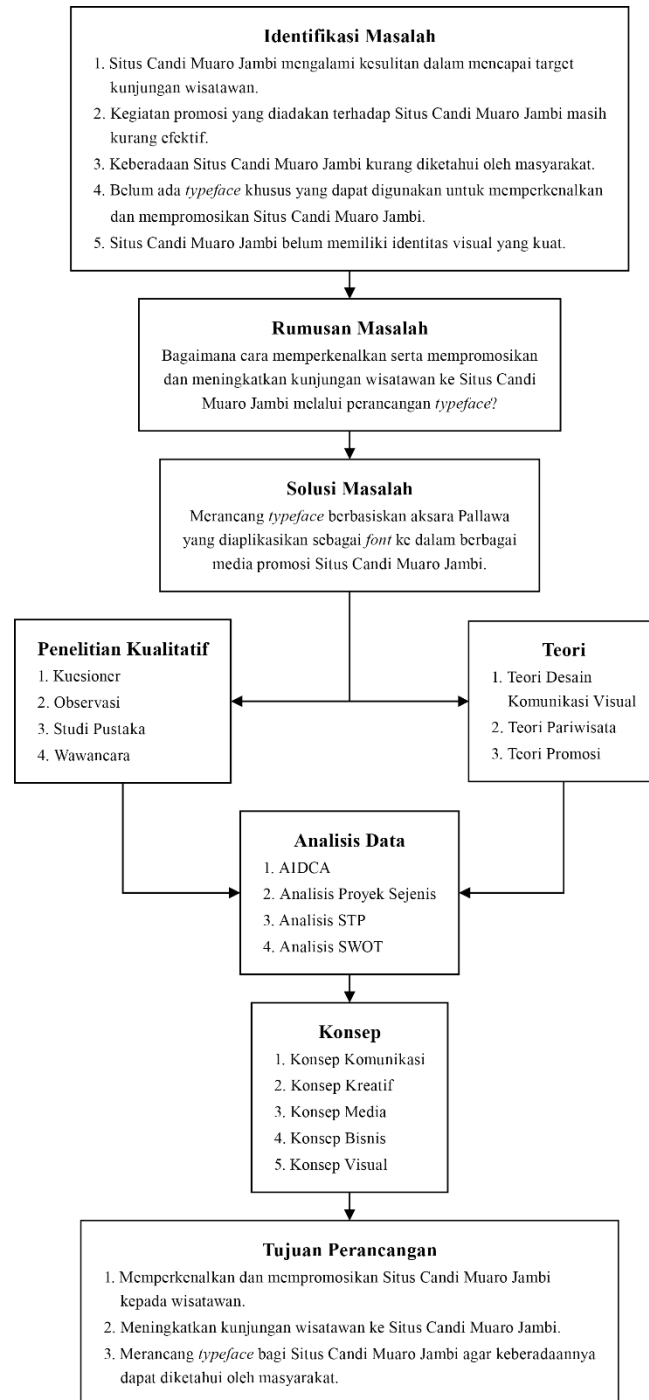 Identifikasi Masalah
1. Situs Candi Muaro Jambi mengalami kesulitan dalam mencapai target
kunjungan wisatawan.
2. Kegiatan promosi yang diadakan terhadap Situs Candi Muaro Jambi masih
kurang efektif.
3. Keberadaan Situs Candi Muaro Jambi kurang diketahui oleh masyarakat.
4. Belum ada typeface khusus yang dapat digunakan untuk memperkenalkan
dan mempromosikan Situs Candi Muaro Jambi.
5. Situs Candi Muaro Jambi belum memiliki identitas visual yang kuat.
Rumusan Masalah
Bagaimana cara memperkenalkan serta mempromosikan
dan meningkatkan kunjungan wisatawan ke Situs Candi
Muaro Jambi melalui perancangan typeface?
Solusi Masalah
Merancang typeface berbasiskan aksara Pallawa
yang diaplikasikan sebagai font ke dalam berbagai
media promosi Situs Candi Muaro Jambi.
Penelitian Kualitatif
1. Kuesioner
2. Observasi
3. Studi Pustaka
4. Wawancara
Teori
1. Teori Desain
Komunikasi Visual
2. Teori Pariwisata
3. Teori Promosi
Analisis Data
1. AIDCA
2. Analisis Proyek Sejenis
3. Analisis STP
4. Analisis SWOT
Konsep
1. Konsep Komunikasi
2. Konsep Kreatif
3. Konsep Media
4. Konsep Bisnis
5. Konsep Visual
Tujuan Perancangan
1. Memperkenalkan dan mempromosikan Situs Candi Muaro Jambi
kepada wisatawan.
2. Meningkatkan kunjungan wisatawan ke Situs Candi Muaro Jambi.
3. Merancang typeface bagi Situs Candi Muaro Jambi agar keberadaannya
dapat diketahui oleh masyarakat.